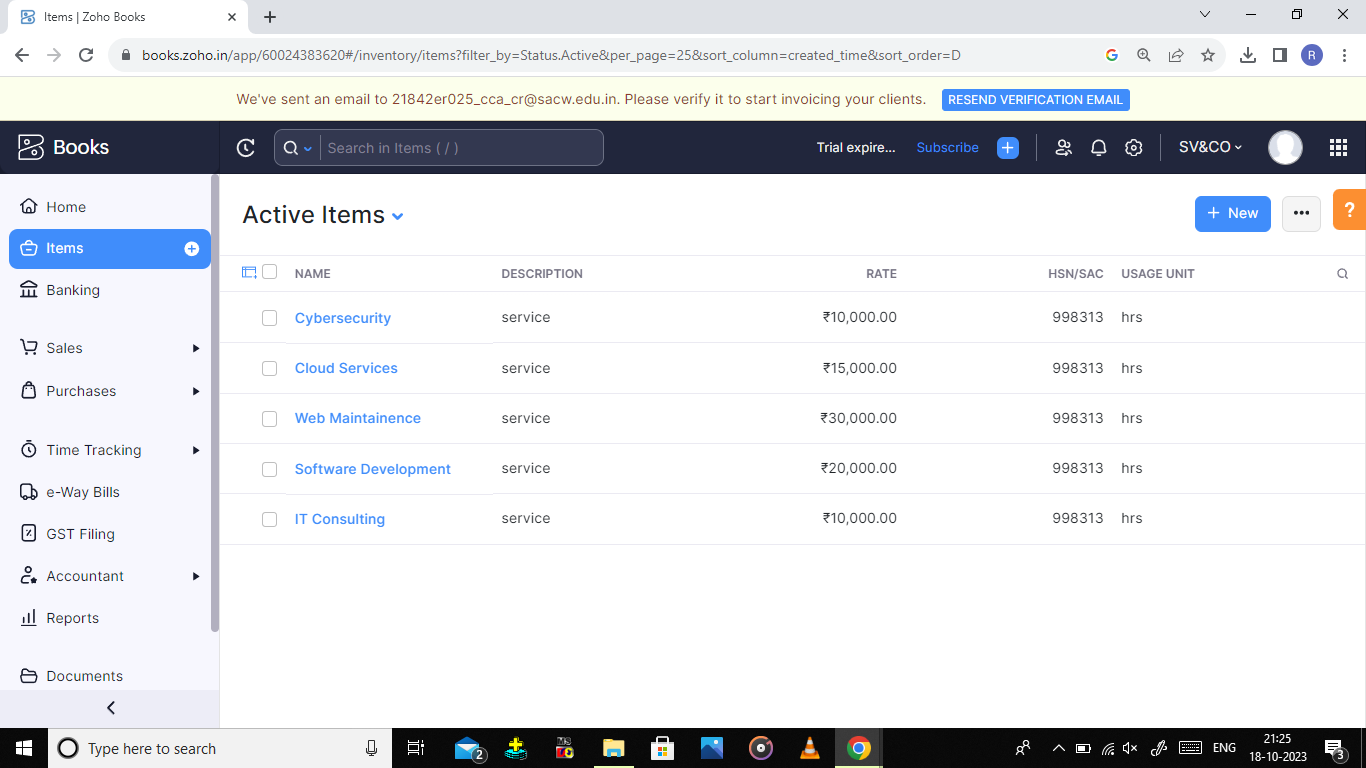 Items | Zoho Books
books.zoho.in/app/60024383620#/inventory/items?filter_by=Status.Active&per_page=25&sort_column=created_time&sort_order=D
R
We've sent an email to 21842er025_cca_cr@sacw.edu.in. Please verify it to start invoicing your clients. RESEND VERIFICATION EMAIL
Books
Search in Items ( / )
Trial expire... Subscribe
SV&CO
Home
Items
Banking
Sales
Purchases
Time Tracking
e-Way Bills
GST Filing
Accountant
Reports
Documents
Active Items
+ New
?
NAME DESCRIPTION RATE HSN/SAC USAGE UNIT
Cybersecurity service ₹10,000.00 998313 hrs
Cloud Services service ₹15,000.00 998313 hrs
Web Maintainence service ₹30,000.00 998313 hrs
Software Development service ₹20,000.00 998313 hrs
IT Consulting service ₹10,000.00 998313 hrs
Type here to search
2
ENG
21:25
18-10-2023
3